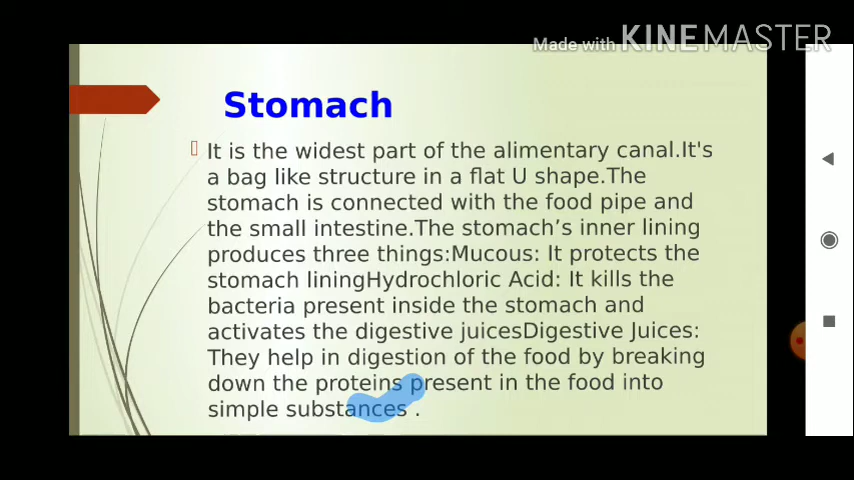 Made with KINEMASTER
Stomach
It is the widest part of the alimentary canal.It's
a bag like structure in a flat U shape.The
stomach is connected with the food pipe and
the small intestine.The stomach’s inner lining
produces three things:Mucous: It protects the
stomach liningHydrochloric Acid: It kills the
bacteria present inside the stomach and
activates the digestive juicesDigestive Juices:
They help in digestion of the food by breaking
down the proteins present in the food into
simple substances .